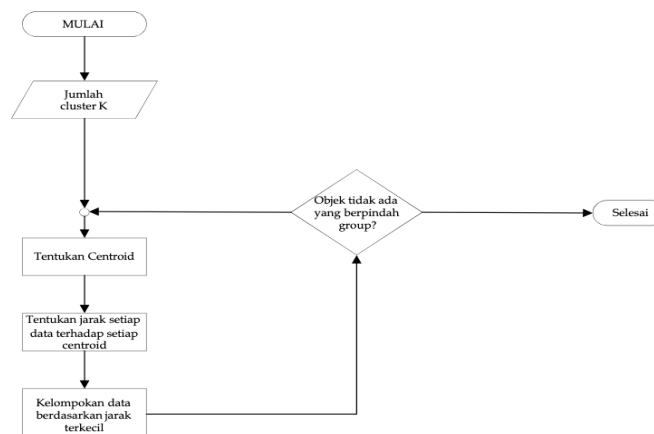 MULAI
Jumlah
cluster K
Objek tidak ada
yang berpindah
group?
Selesai
Tentukan Centroid
Tentukan jarak setiap
data terhadap setiap
centroid
Kelompokan data
berdasarkan jarak
terkecil